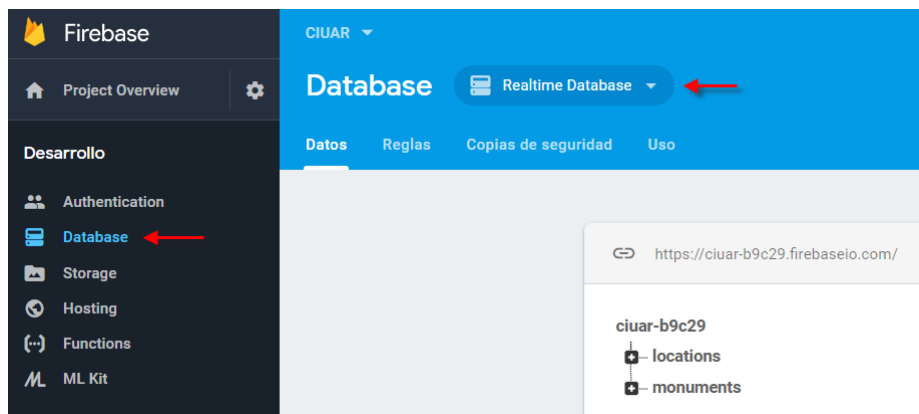 Firebase
Project Overview
Desarrollo
Authentication
Database
Storage
Hosting
Functions
ML Kit
CIUAR
Database Realtime Database
Datos Reglas Copias de seguridad Uso
https://ciuar-b9c29.firebaseio.com/
ciuar-b9c29
locations
monuments